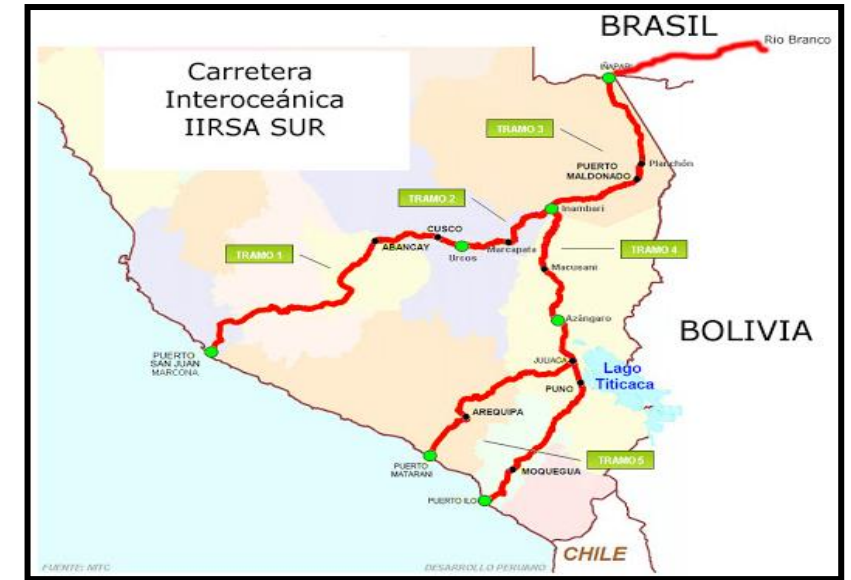 BRASIL
Rio Branco
Carretera
Interoceánica
IIRSA SUR
IÑAPARI
TRAMO 3
PUERTO
MALDONADO
Planchón
TRAMO 2
Inambari
CUSCO
ABANCAY
Urcos
Marcapata
TRAMO 1
TRAMO 4
Macusani
Azángaro
PUERTO
SAN JUAN
MARCONA
JULIACA
Lago
Titicaca
PUNO
BOLIVIA
AREQUIPA
TRAMO 5
PUERTO
MATARANI
MOQUEGUA
PUERTO ILO
CHILE
FUENTE: MTC
DESARROLLO PERUANO